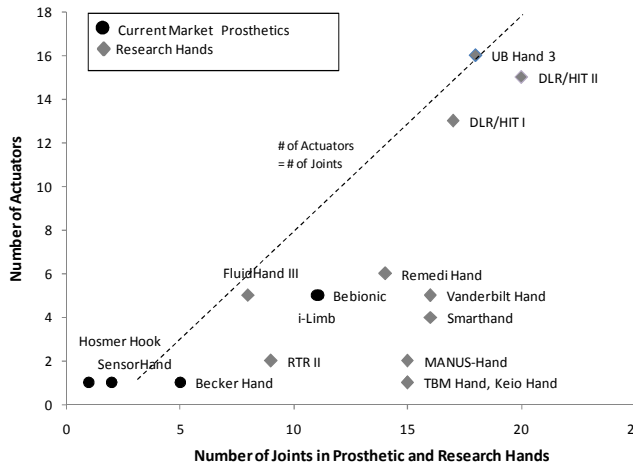 Current Market Prosthetics
Research Hands
18
16
14
12
10
8
6
4
2
0
Number of Actuators
UB Hand 3
DLR/HIT II
DLR/HIT I
# of Actuators
= # of Joints
FluidHand III
Remedi Hand
Bebionic
Vanderbilt Hand
i-Limb
Smarthand
Hosmer Hook
SensorHand
RTR II
MANUS-Hand
Becker Hand
TBM Hand, Keio Hand
0 5 10 15 20 25
Number of Joints in Prosthetic and Research Hands